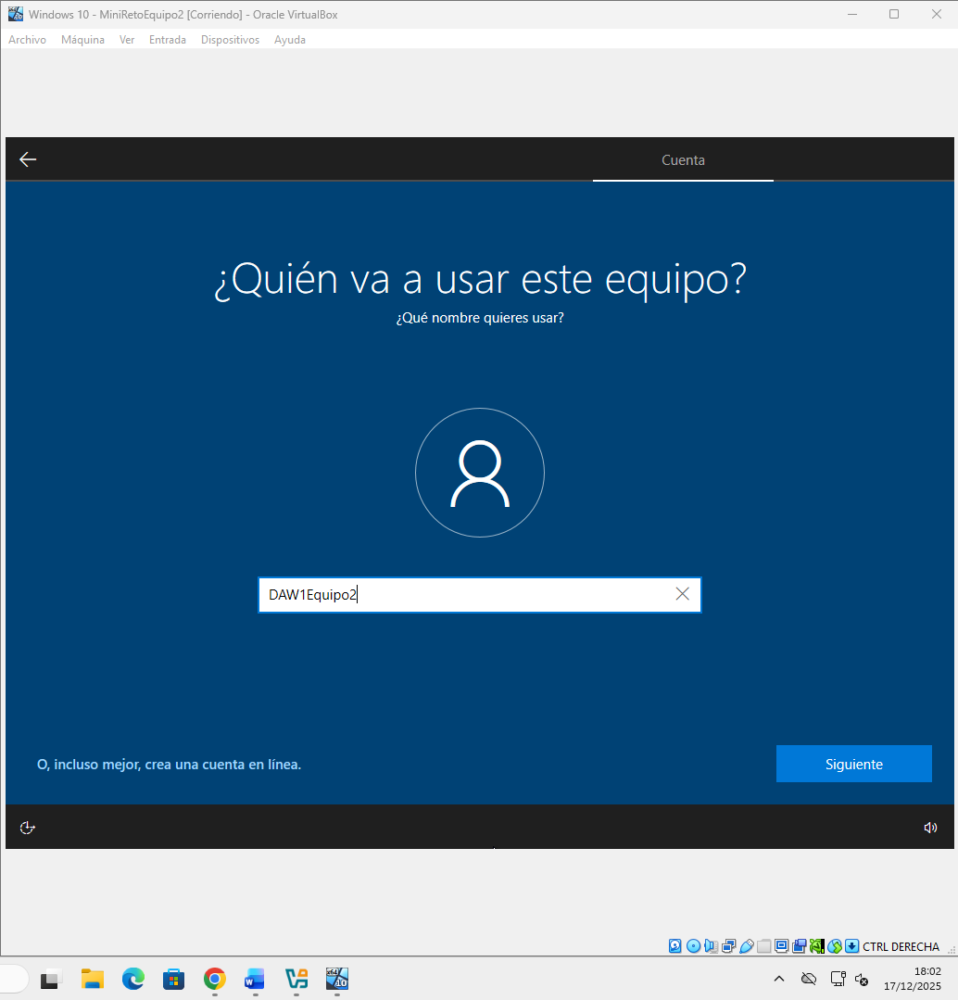 Windows 10 - MiniRetoEquipo2 [Corriendo] - Oracle VirtualBox
Archivo Máquina Ver Entrada Dispositivos Ayuda
Cuenta
¿Quién va a usar este equipo?
¿Qué nombre quieres usar?
DAW1Equipo2
O, incluso mejor, crea una cuenta en línea.
Siguiente
CTRL DERECHA
18:02
17/12/2025